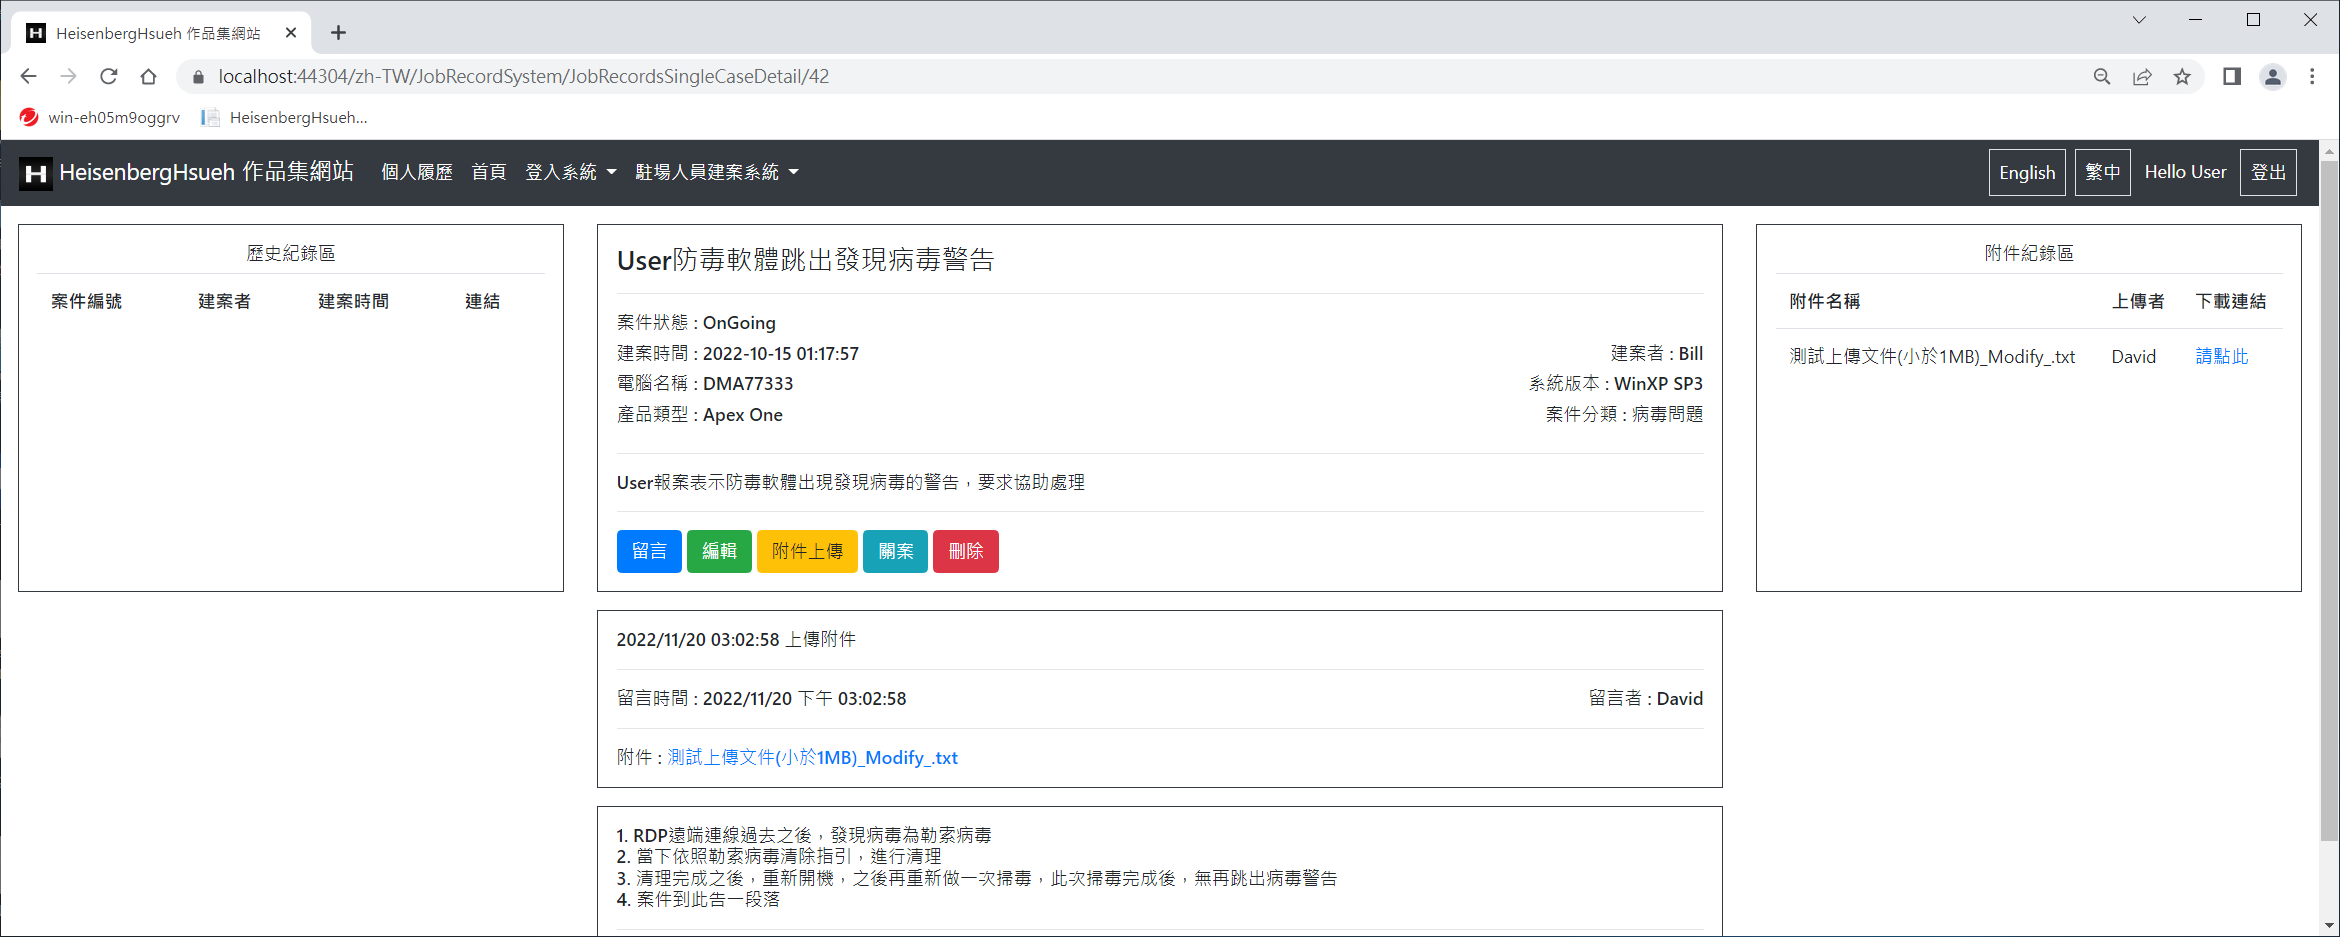 HeisenbergHsueh 作品集網站
localhost:44304/zh-TW/JobRecordSystem/JobRecordsSingleCaseDetail/42
win-eh05m9oggrv HeisenbergHsueh...
H HeisenbergHsueh 作品集網站 個人履歷 首頁 登入系統 駐場人員建案系統 English 繁中 Hello User 登出
歷史紀錄區
案件編號 建案者 建案時間 連結
User防毒軟體跳出發現病毒警告
案件狀態 : OnGoing
建案時間 : 2022-10-15 01:17:57 建案者 : Bill
電腦名稱 : DMA77333 系統版本 : WinXP SP3
產品類型 : Apex One 案件分類 : 病毒問題
User報案表示防毒軟體出現發現病毒的警告，要求協助處理
留言 編輯 附件上傳 關案 刪除
附件紀錄區
附件名稱 上傳者 下載連結
測試上傳文件(小於1MB)_Modify_.txt David 請點此
2022/11/20 03:02:58 上傳附件
留言時間 : 2022/11/20 下午 03:02:58 留言者 : David
附件 : 測試上傳文件(小於1MB)_Modify_.txt
1. RDP遠端連線過去之後，發現病毒為勒索病毒
2. 當下依照勒索病毒清除指引，進行清理
3. 清理完成之後，重新開機，之後再重新做一次掃毒，此次掃毒完成後，無再跳出病毒警告
4. 案件到此告一段落